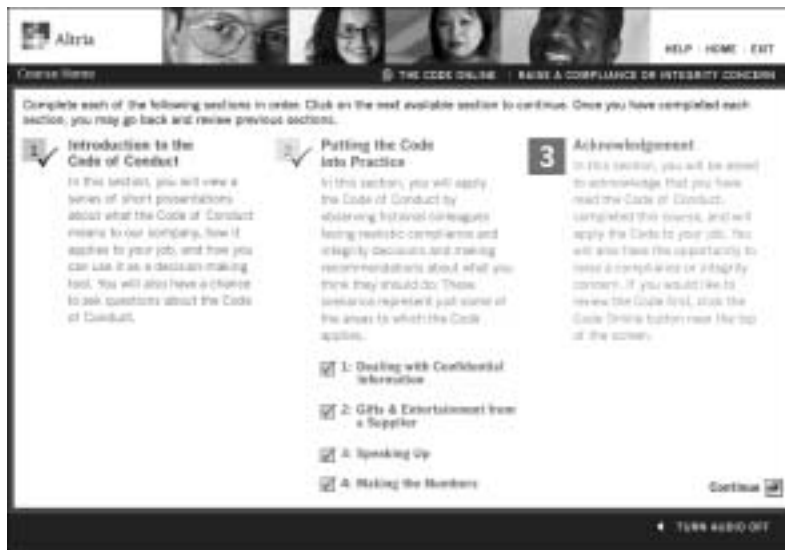 Altria
HELP HOME EXIT
Course Home
THE CODE ONLINE | RAISE A COMPLIANCE OR INTEGRITY CONCERN
Complete each of the following sections in order. Click on the next available section to continue. Once you have completed each
section, you may go back and review previous sections.
1
Introduction to the
Code of Conduct
In this section, you will view a
series of short presentations
about what the Code of Conduct
means to our company, how it
applies to your job, and how you
can use it as a decision-making
tool. You will also have a chance
to ask questions about the Code
of Conduct.
2
Putting the Code
into Practice
In this section, you will apply
the Code of Conduct by
observing fictional colleagues
facing realistic compliance and
integrity decisions and making
recommendations about what you
think they should do. These
scenarios represent just some of
the areas to which the Code
applies.
1: Dealing with Confidential
Information
2: Gifts & Entertainment from
a Supplier
3: Speaking Up
4: Making the Numbers
3
Acknowledgement
In this section, you will be asked
to acknowledge that you have
read the Code of Conduct,
completed this course, and will
apply the Code to your job. You
will also have the opportunity to
raise a compliance or integrity
concern. If you would like to
review the Code first, click the
Code Online button near the top
of the screen.
Continue
TURN AUDIO OFF